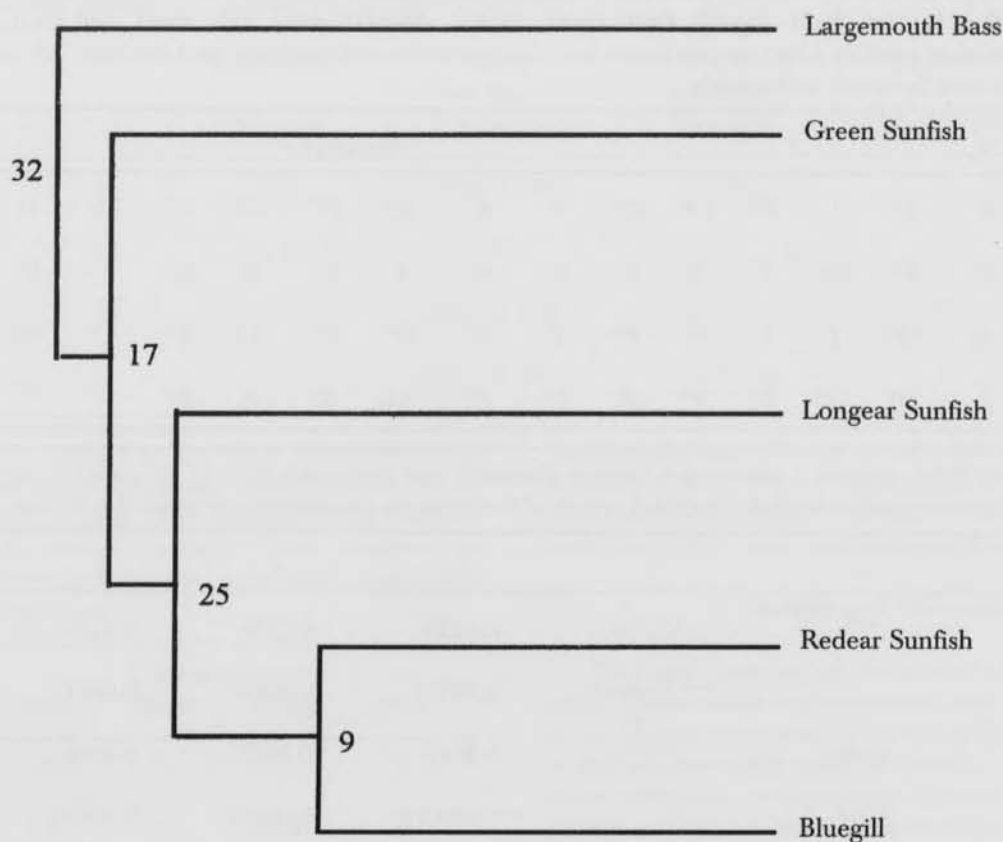 Largemouth Bass
Green Sunfish
32
17
Longear Sunfish
25
Redear Sunfish
9
Bluegill